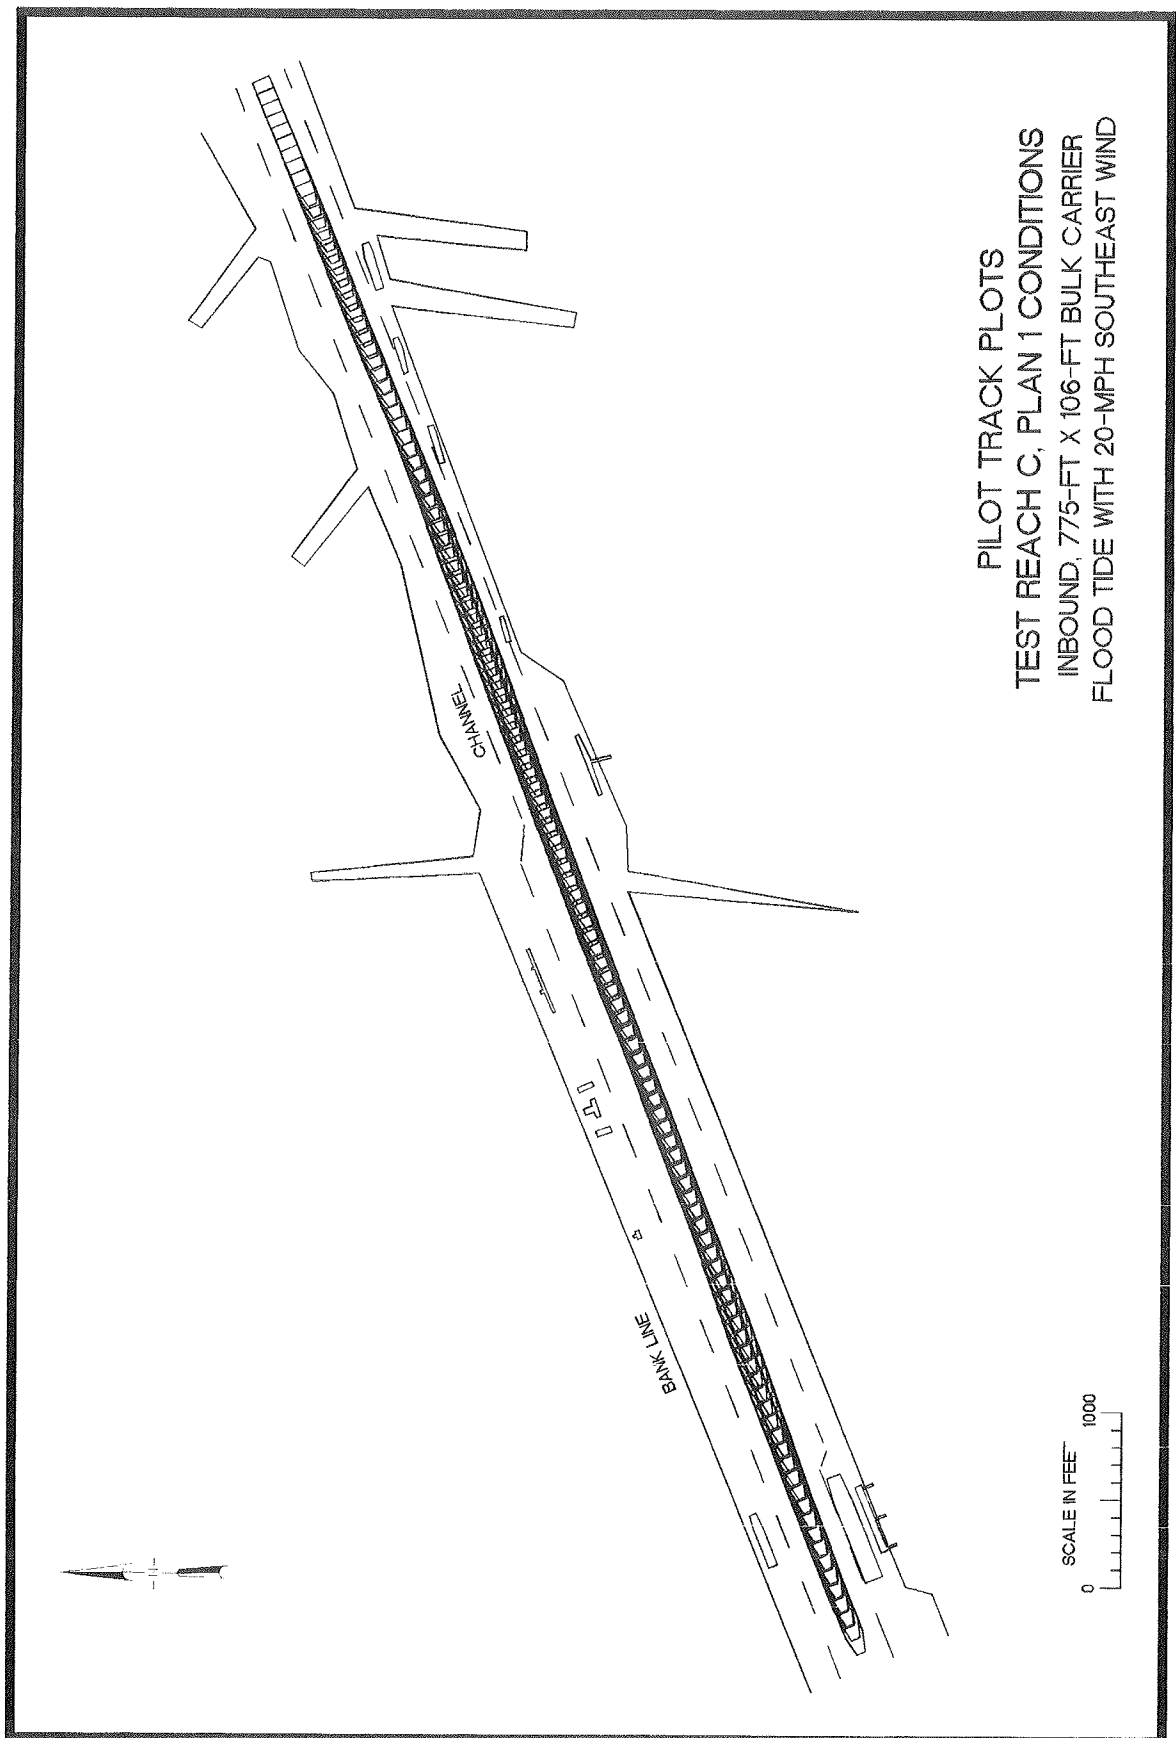 PILOT TRACK PLOTS
TEST REACH C, PLAN 1 CONDITIONS
INBOUND, 775-FT X 106-FT BULK CARRIER
FLOOD TIDE WITH 20-MPH SOUTHEAST WIND
CHANNEL
BANK LINE
SCALE IN FEET
0 1000